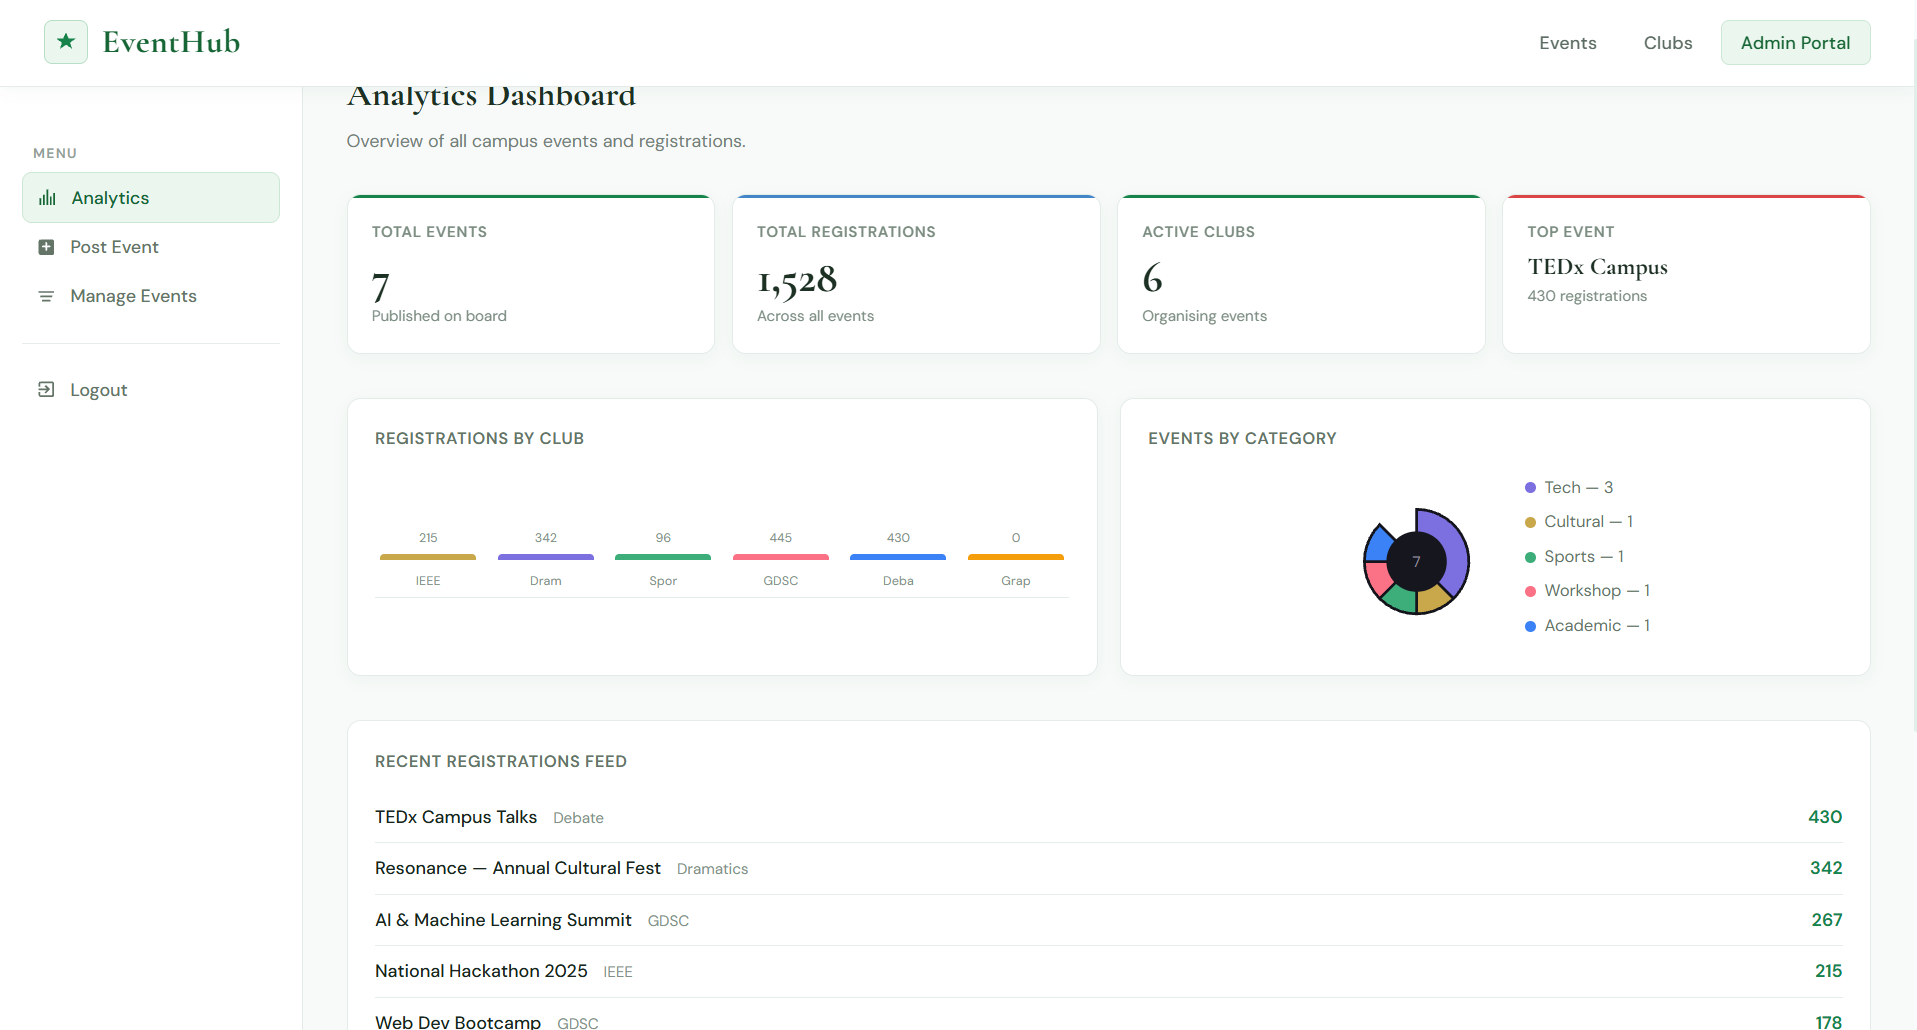 EventHub
Events
Clubs
Admin Portal
MENU
Analytics
Post Event
Manage Events
Logout
Analytics Dashboard
Overview of all campus events and registrations.
TOTAL EVENTS
7
Published on board
TOTAL REGISTRATIONS
1,528
Across all events
ACTIVE CLUBS
6
Organising events
TOP EVENT
TEDx Campus
430 registrations
REGISTRATIONS BY CLUB
215 342 96 445 430 0
IEEE Dram Spor GDSC Deba Grap
EVENTS BY CATEGORY
7
Tech — 3
Cultural — 1
Sports — 1
Workshop — 1
Academic — 1
RECENT REGISTRATIONS FEED
TEDx Campus Talks Debate 430
Resonance — Annual Cultural Fest Dramatics 342
AI & Machine Learning Summit GDSC 267
National Hackathon 2025 IEEE 215
Web Dev Bootcamp GDSC 178